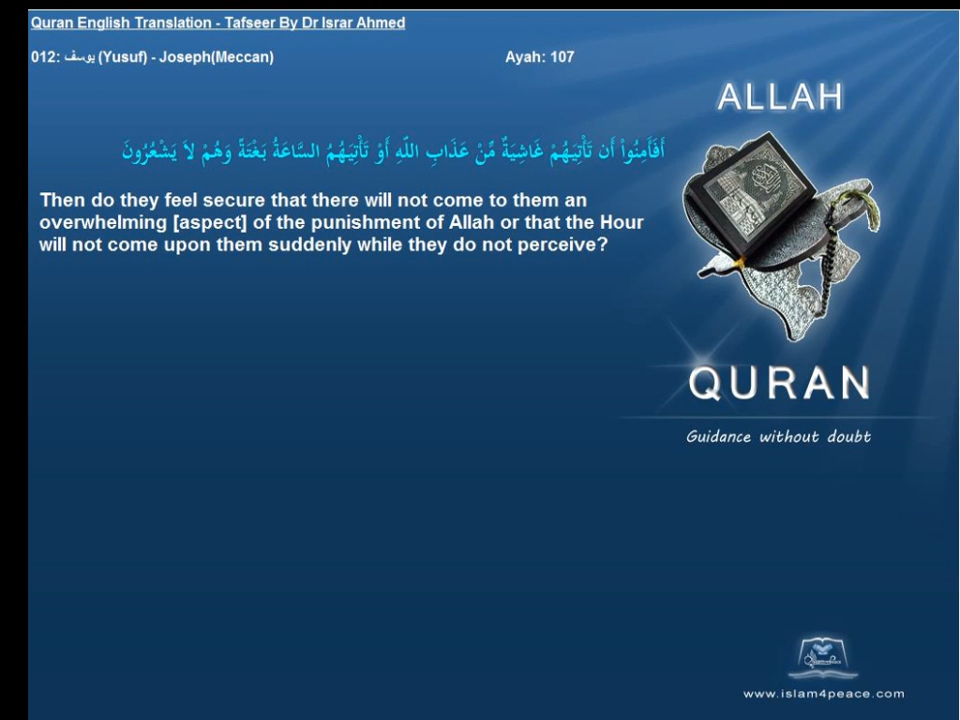 Quran English Translation - Tafseer By Dr Israr Ahmed
012: يوسف (Yusuf) - Joseph(Meccan) Ayah: 107
ALLAH
أَفَأَمِنُواْ أَن تَأْتِيَهُمْ غَاشِيَةٌ مِّنْ عَذَابِ اللّهِ أَوْ تَأْتِيَهُمُ السَّاعَةُ بَغْتَةً وَهُمْ لاَ يَشْعُرُونَ
Then do they feel secure that there will not come to them an
overwhelming [aspect] of the punishment of Allah or that the Hour
will not come upon them suddenly while they do not perceive?
QURAN
Guidance without doubt
www.islam4peace.com